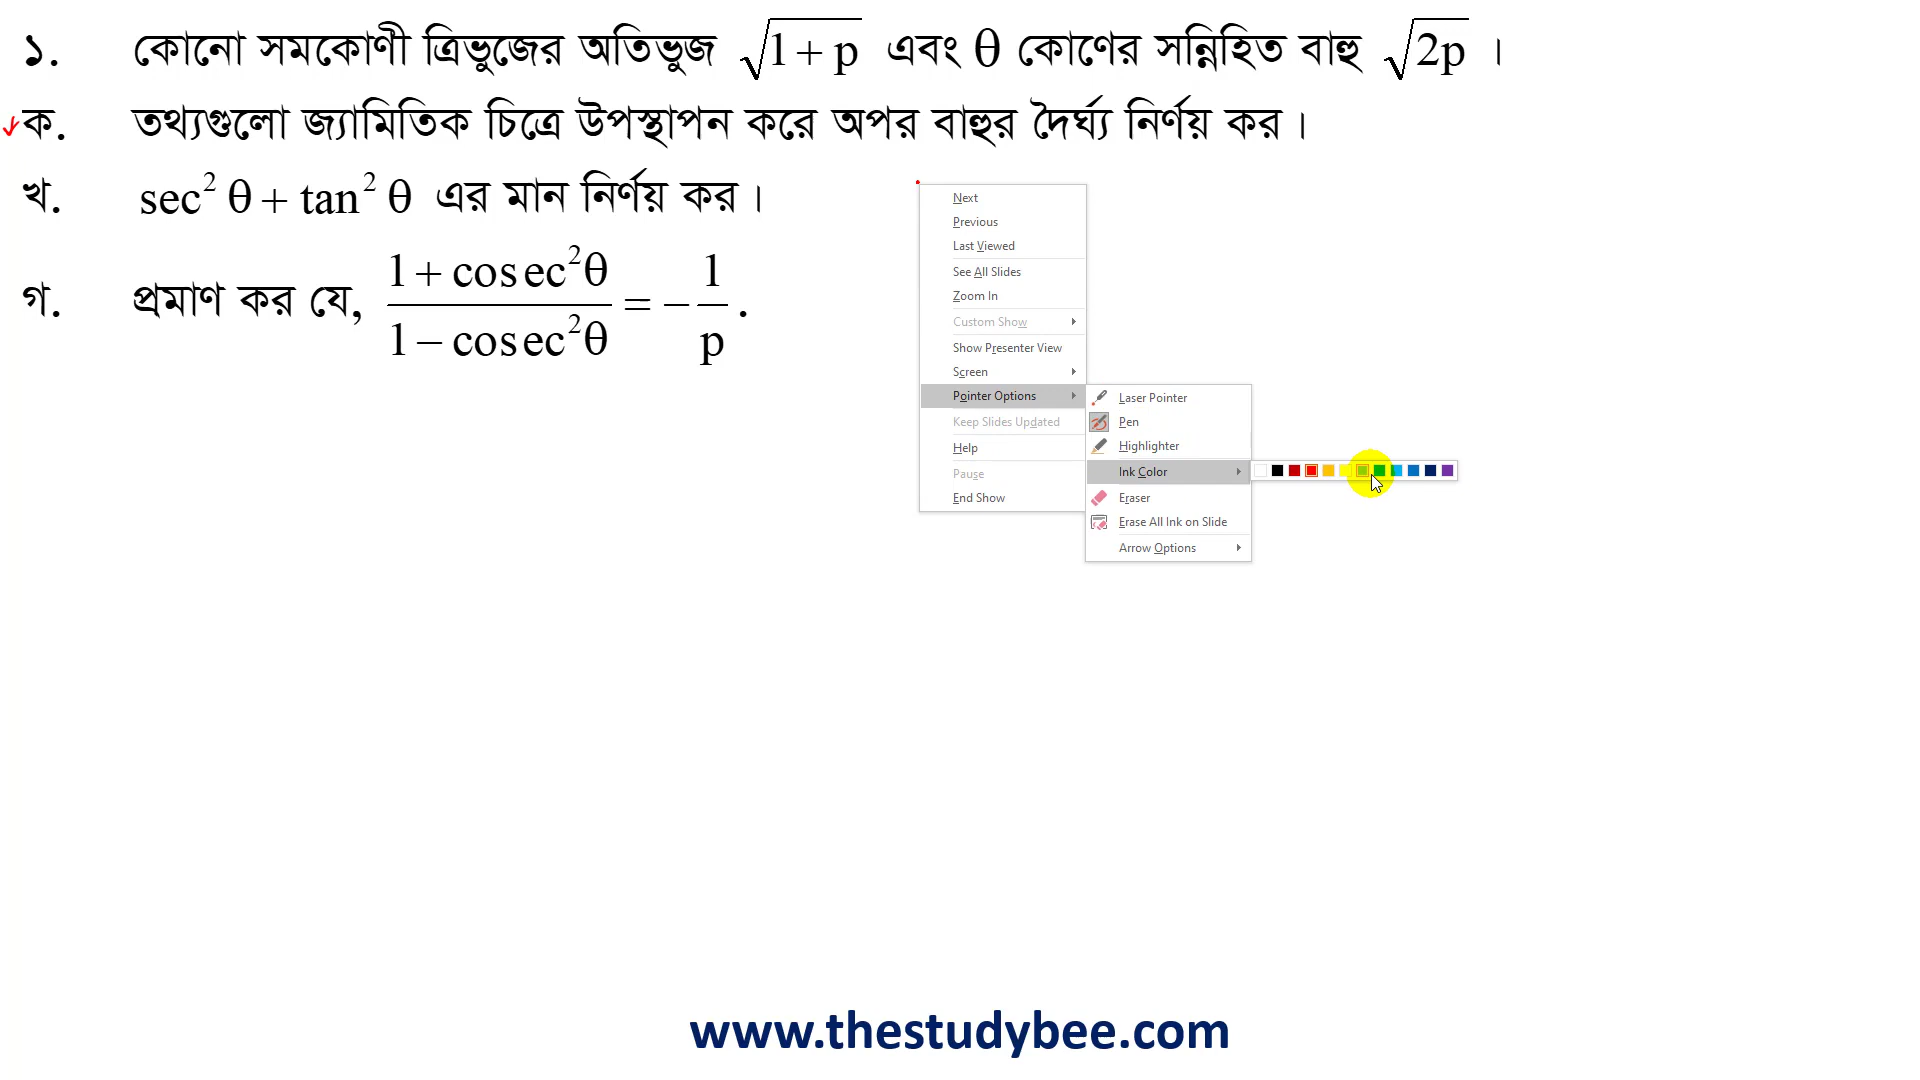 ১. কোনো সমকোণী ত্রিভুজের অতিভুজ √(1 + p) এবং θ কোণের সন্নিহিত বাহু √(2p) ।
ক. তথ্যগুলো জ্যামিতিক চিত্রে উপস্থাপন করে অপর বাহুর দৈর্ঘ্য নির্ণয় কর।
খ. sec² θ + tan² θ এর মান নির্ণয় কর।
গ. প্রমাণ কর যে, (1 + cosec²θ)/(1 − cosec²θ) = − 1/p .
Next
Previous
Last Viewed
See All Slides
Zoom In
Custom Show
Show Presenter View
Screen
Pointer Options
Keep Slides Updated
Help
Pause
End Show
Laser Pointer
Pen
Highlighter
Ink Color
Eraser
Erase All Ink on Slide
Arrow Options
www.thestudybee.com